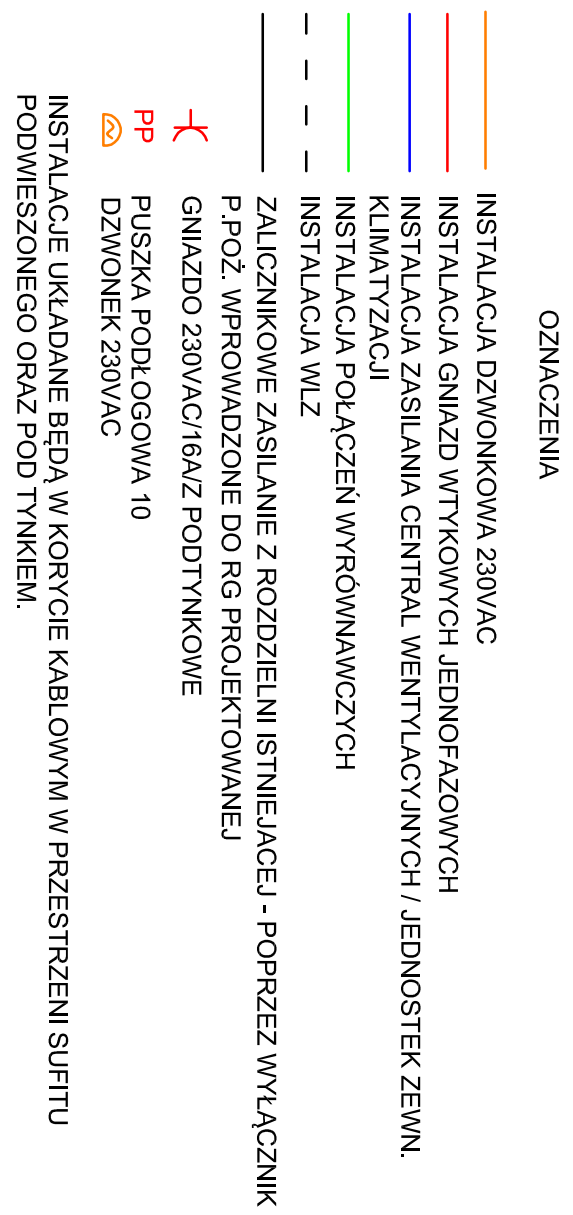 OZNACZENIA
INSTALACJA DZWONKOWA 230VAC
INSTALACJA GNIAZD WTYKOWYCH JEDNOFAZOWYCH
INSTALACJA ZASILANIA CENTRAL WENTYLACYJNYCH / JEDNOSTEK ZEWN.
KLIMATYZACJI
INSTALACJA POŁĄCZEŃ WYRÓWNAWCZYCH
INSTALACJA WLZ
ZALICZNIKOWE ZASILANIE Z ROZDZIELNI ISTNIEJACEJ - POPRZEZ WYŁĄCZNIK
P.POŻ. WPROWADZONE DO RG PROJEKTOWANEJ
GNIAZDO 230VAC/16A/Z PODTYNKOWE
PP PUSZKA PODŁOGOWA 10
DZWONEK 230VAC
INSTALACJE UKŁADANE BĘDĄ W KORYCIE KABLOWYM W PRZESTRZENI SUFITU
PODWIESZONEGO ORAZ POD TYNKIEM.